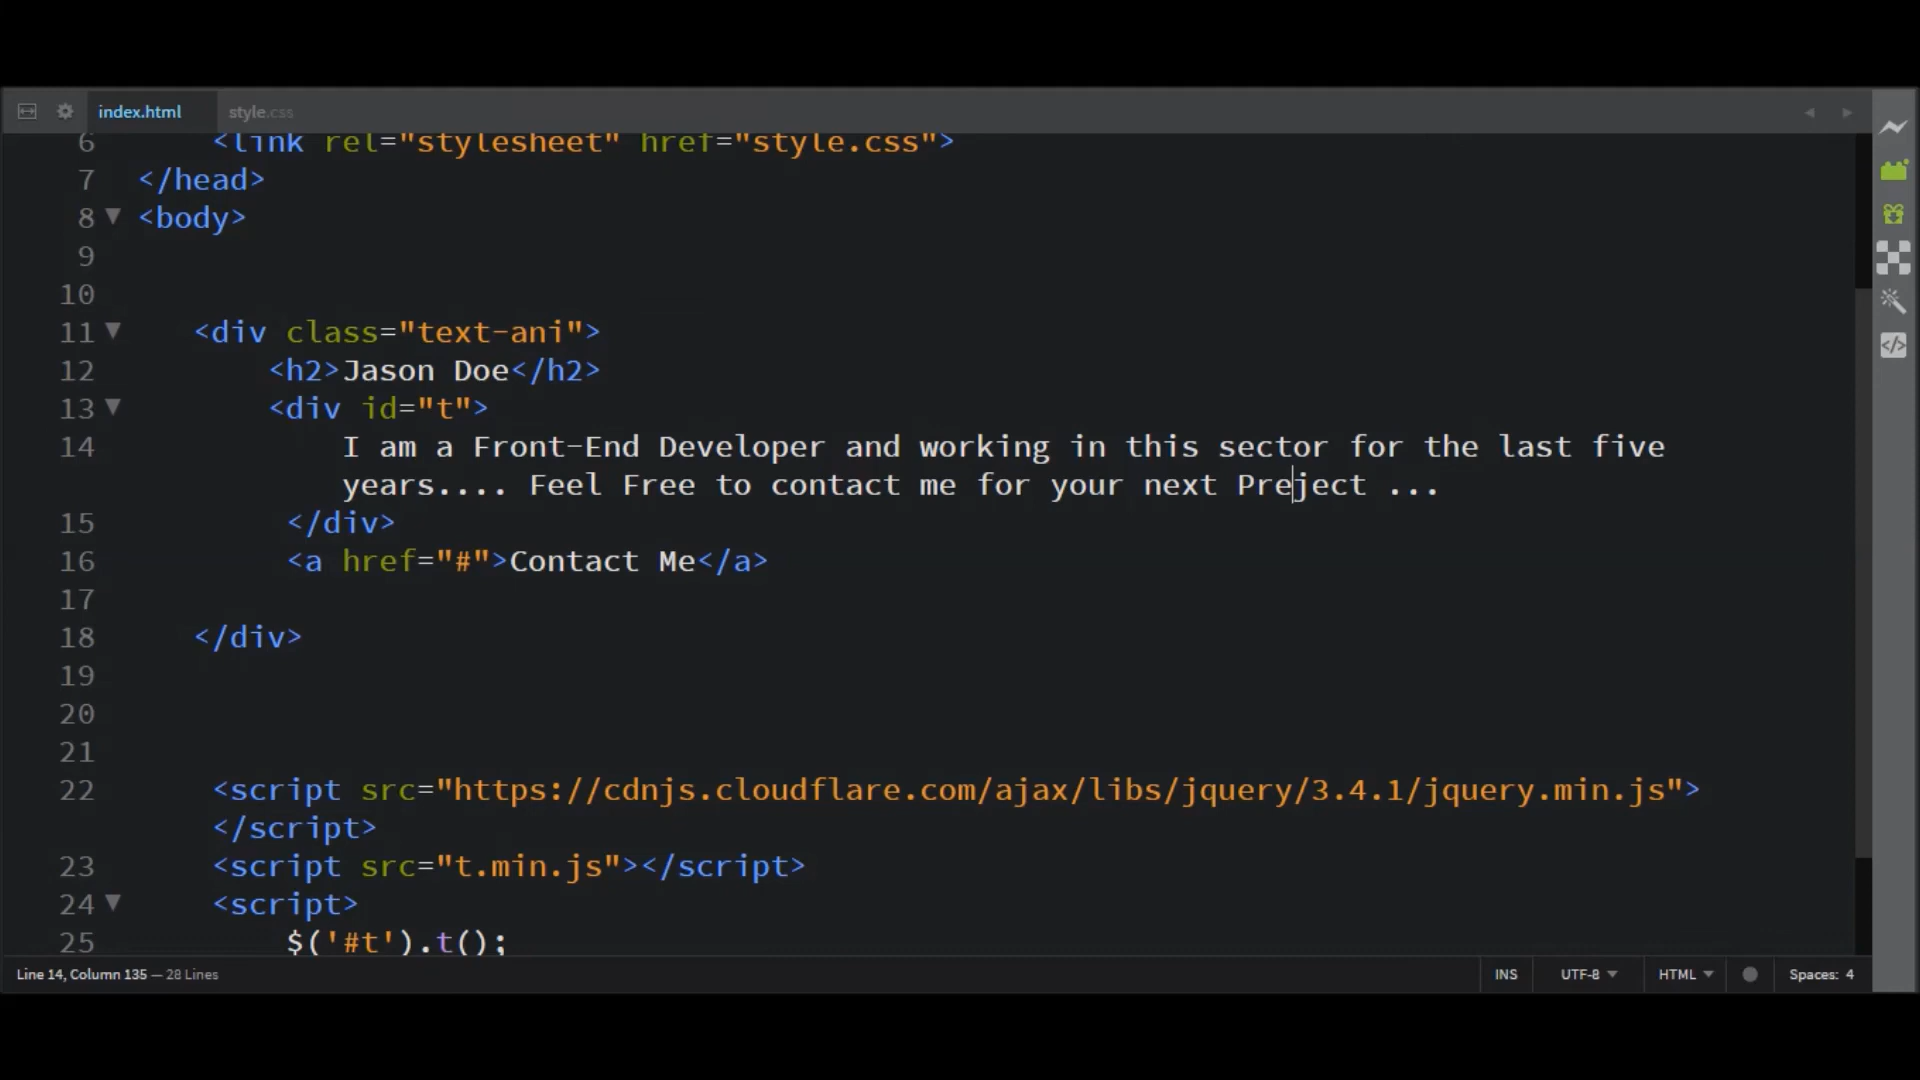 index.html
style.css
6 <link rel="stylesheet" href="style.css">
7 </head>
8 <body>
9
10
11 <div class="text-ani">
12 <h2>Jason Doe</h2>
13 <div id="t">
14 I am a Front-End Developer and working in this sector for the last five
years.... Feel Free to contact me for your next Preject ...
15 </div>
16 <a href="#">Contact Me</a>
17
18 </div>
19
20
21
22 <script src="https://cdnjs.cloudflare.com/ajax/libs/jquery/3.4.1/jquery.min.js">
</script>
23 <script src="t.min.js"></script>
24 <script>
25 $('#t').t();
Line 14, Column 135 — 28 Lines
INS UTF-8 HTML Spaces: 4